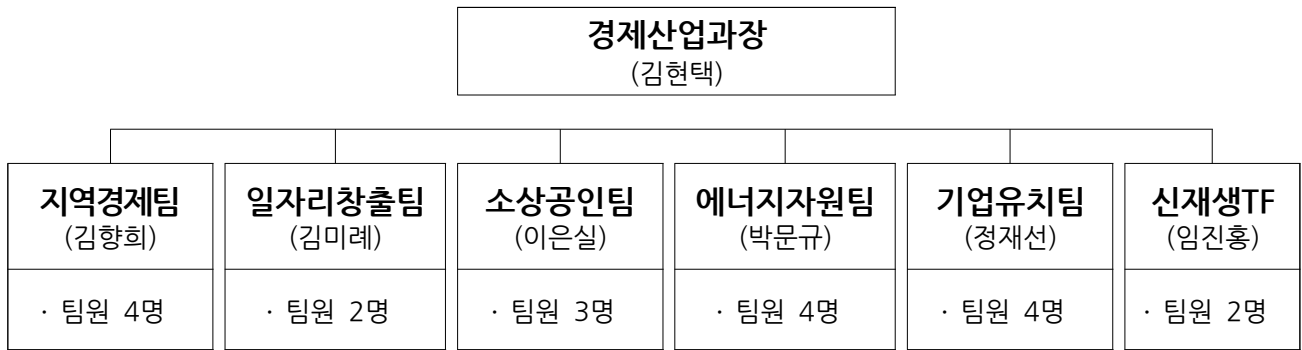 경제산업과장
(김현택)
지역경제팀
(김향희)
· 팀원 4명
일자리창출팀
(김미례)
· 팀원 2명
소상공인팀
(이은실)
· 팀원 3명
에너지자원팀
(박문규)
· 팀원 4명
기업유치팀
(정재선)
· 팀원 4명
신재생TF
(임진홍)
· 팀원 2명